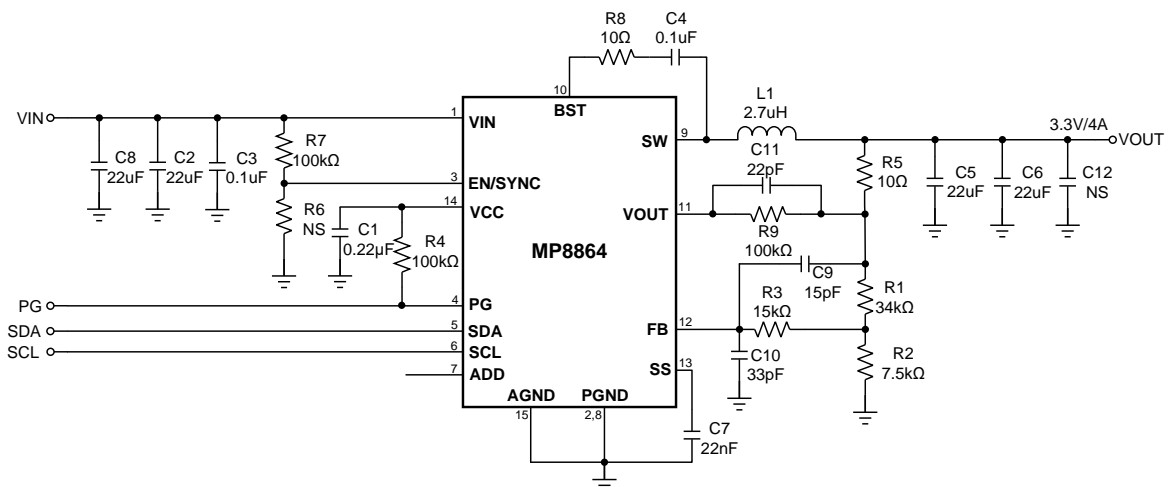 R8
10Ω
C4
0.1uF
10
BST
VIN
1
VIN
L1
2.7uH
SW
9
3.3V/4A
VOUT
C8
22uF
C2
22uF
C3
0.1uF
R7
100kΩ
C11
22pF
R5
10Ω
C5
22uF
C6
22uF
C12
NS
3
EN/SYNC
R6
NS
14
VCC
C1
0.22µF
R4
100kΩ
VOUT
11
R9
100kΩ
MP8864
C9
15pF
R1
34kΩ
PG
4
PG
R3
15kΩ
SDA
5
SDA
FB
12
SCL
6
SCL
C10
33pF
R2
7.5kΩ
7
ADD
SS
13
AGND
PGND
15
2,8
C7
22nF